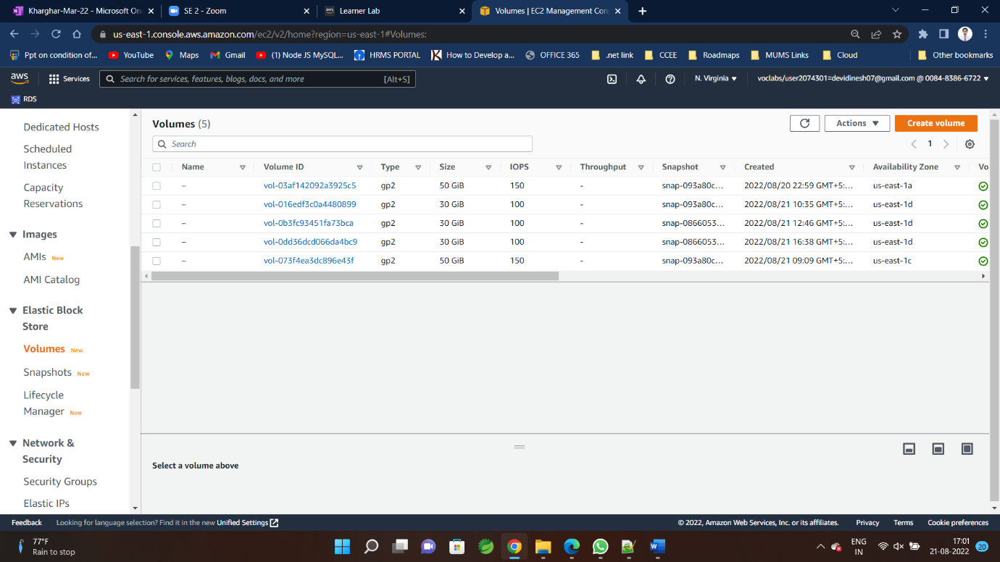 Kharghar-Mar-22 - Microsoft On
SE 2 - Zoom
Learner Lab
Volumes | EC2 Management Con
us-east-1.console.aws.amazon.com/ec2/v2/home?region=us-east-1#Volumes:
Ppt on condition of...
YouTube
Maps
Gmail
(1) Node JS MySQL...
HRMS PORTAL
How to Develop a...
OFFICE 365
.net link
CCEE
Roadmaps
MUMS Links
Cloud
Other bookmarks
aws
Services
Search for services, features, blogs, docs, and more
[Alt+S]
N. Virginia
voclabs/user2074301=devidinesh07@gmail.com @ 0084-8386-6722
RDS
Dedicated Hosts
Scheduled
Instances
Capacity
Reservations
Images
AMIs New
AMI Catalog
Elastic Block
Store
Volumes New
Snapshots New
Lifecycle
Manager New
Network &
Security
Security Groups
Elastic IPs
Volumes (5)
Actions
Create volume
Search
1
Name Volume ID Type Size IOPS Throughput Snapshot Created Availability Zone Vo
– vol-03af142092a3925c5 gp2 50 GiB 150 - snap-093a80c... 2022/08/20 22:59 GMT+5:... us-east-1a
– vol-016edf3c0a4480899 gp2 30 GiB 100 - snap-093a80c... 2022/08/21 10:35 GMT+5:... us-east-1d
– vol-0b3fc93451fa73bca gp2 30 GiB 100 - snap-0866053... 2022/08/21 12:46 GMT+5:... us-east-1d
– vol-0dd36dcd066da4bc9 gp2 30 GiB 100 - snap-0866053... 2022/08/21 16:38 GMT+5:... us-east-1d
– vol-073f4ea3dc896e43f gp2 50 GiB 150 - snap-093a80c... 2022/08/21 09:09 GMT+5:... us-east-1c
Select a volume above
Feedback
Looking for language selection? Find it in the new Unified Settings
© 2022, Amazon Web Services, Inc. or its affiliates.
Privacy
Terms
Cookie preferences
77°F
Rain to stop
ENG
IN
17:01
21-08-2022
20